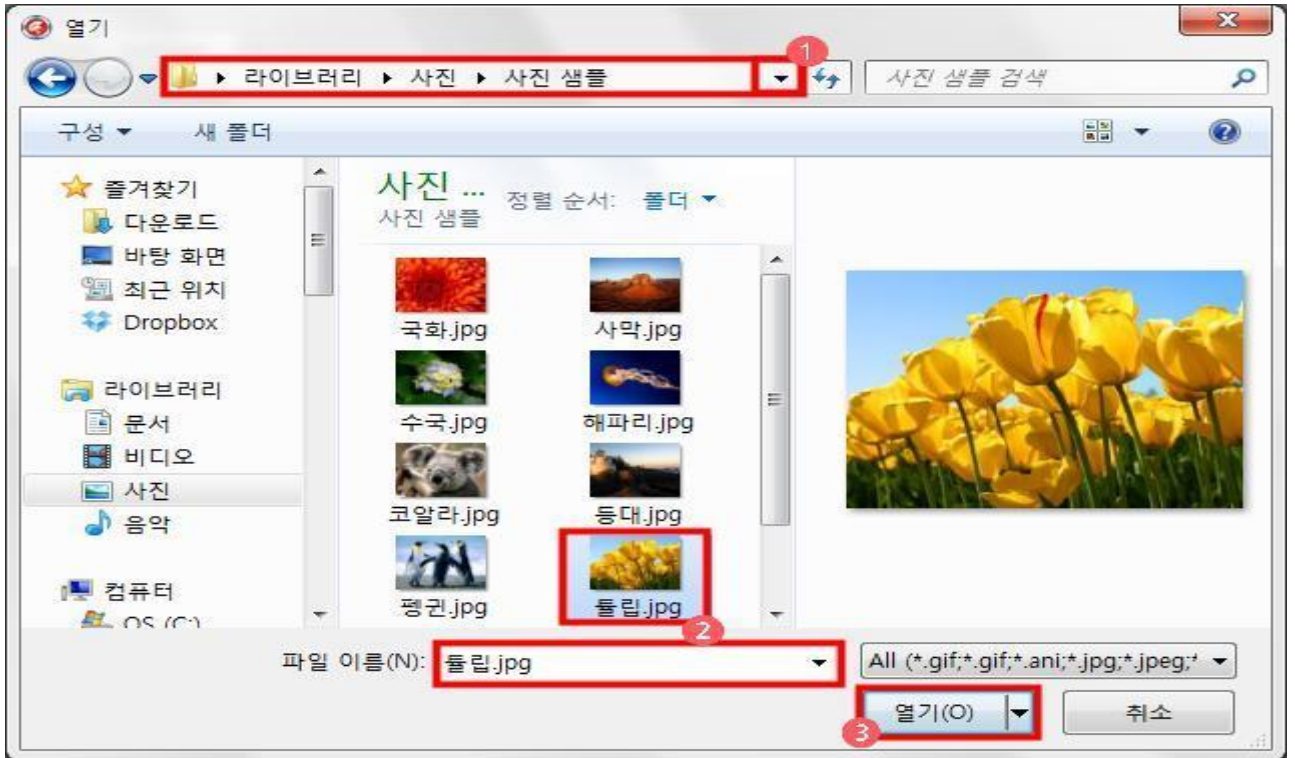 열기
1
라이브러리 ▸ 사진 ▸ 사진 샘플
사진 샘플 검색
구성 새 폴더
즐겨찾기
다운로드
바탕 화면
최근 위치
Dropbox
라이브러리
문서
비디오
사진
음악
컴퓨터
OS (C:)
사진 ...
사진 샘플
정렬 순서: 폴더
국화.jpg 사막.jpg
수국.jpg 해파리.jpg
코알라.jpg 등대.jpg
펭귄.jpg 튤립.jpg
2
파일 이름(N): 튤립.jpg All (*.gif;*.gif;*.ani;*.jpg;*.jpeg;*
열기(O) 취소
3